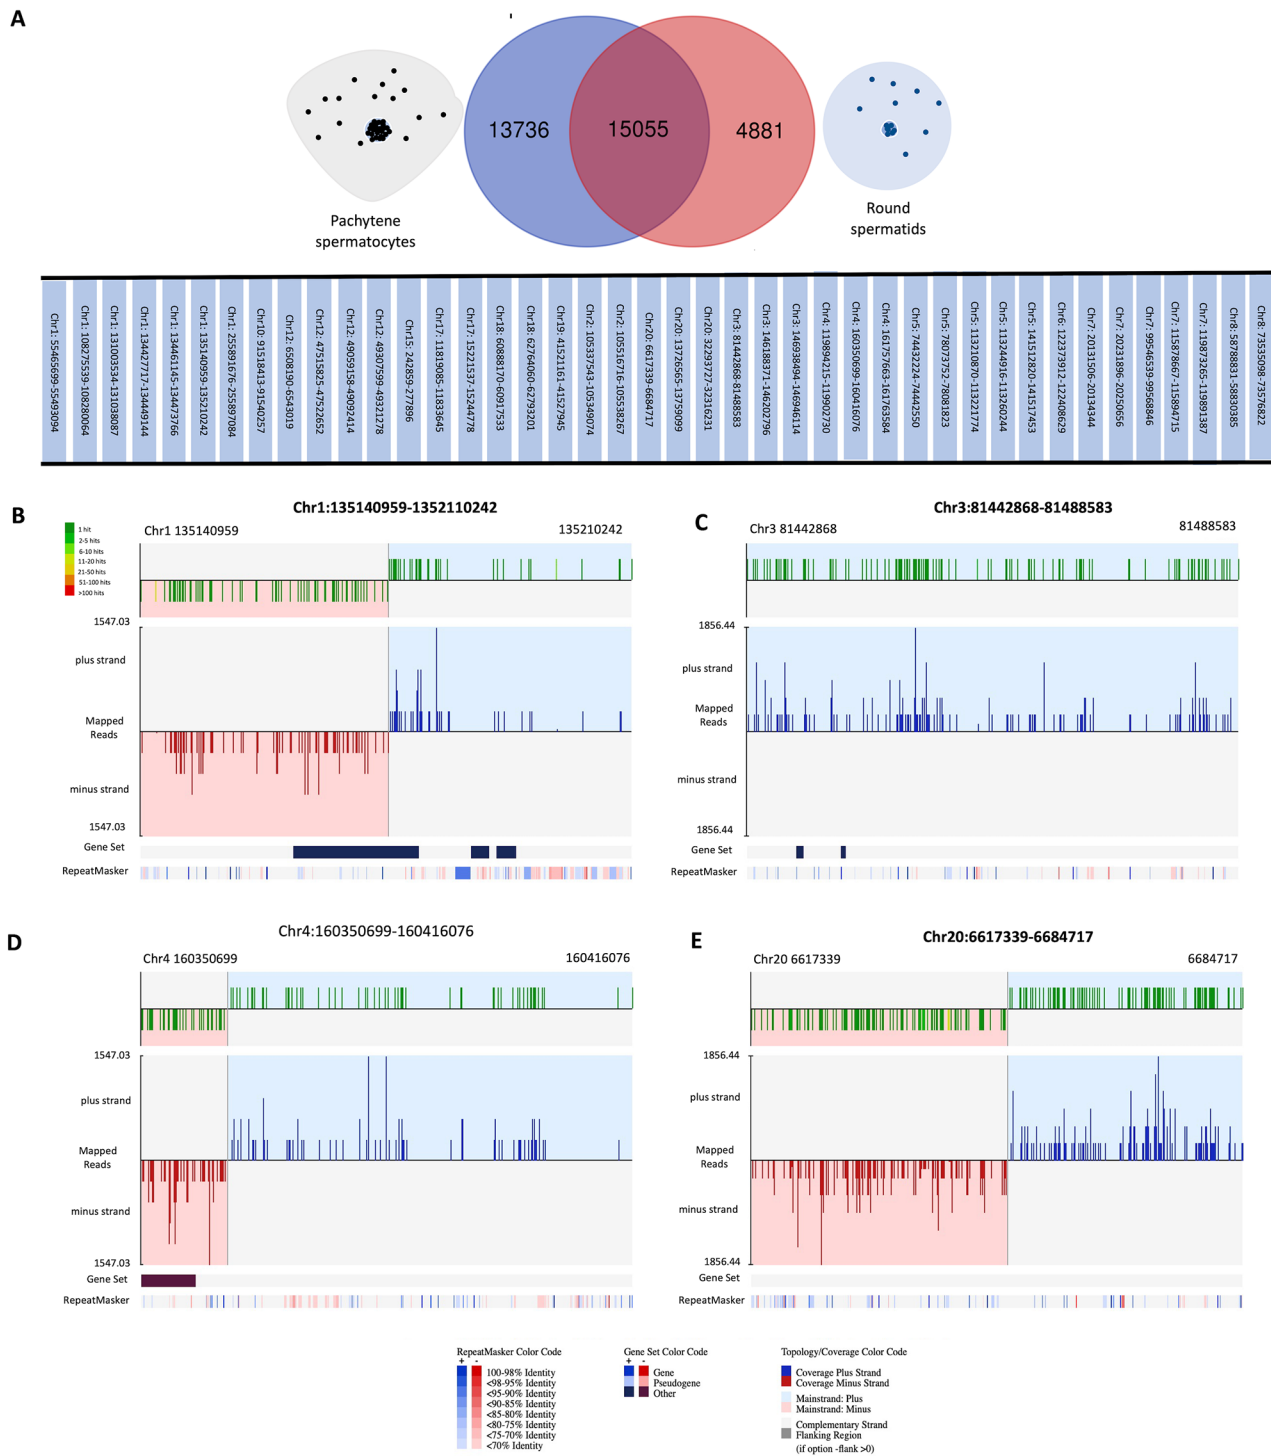 A
13736
15055
4881
Pachytene
spermatocytes
Round
spermatids
Chr1: 55465699-55493094
Chr1: 108275539-108280064
Chr1: 131003534-13103087
Chr1: 134427717-134449144
Chr1: 134461145-134473766
Chr1: 135140959-135210242
Chr1: 255891676-255897084
Chr10: 91518413-91540257
Chr12: 6508190-6543019
Chr12: 47515825-47522652
Chr12: 49059158-49092414
Chr12: 49307599-49321278
Chr15: 242859-277896
Chr17: 11819085-11833645
Chr17: 15221537-15244778
Chr18: 60888170-60917533
Chr18: 62764060-62793201
Chr19: 41521161-41527945
Chr2: 105337543-105349074
Chr2: 105516716-105538267
Chr20: 6617339-6684717
Chr20: 13726565-13759099
Chr20: 32293727-32316231
Chr3: 81442868-81488583
Chr3: 146188371-146202796
Chr3: 146938494-146946114
Chr4: 119894215-119902730
Chr4: 160350699-160416076
Chr4: 161757663-161763584
Chr5: 74432224-74442550
Chr5: 78073752-78081823
Chr5: 113210870-113221774
Chr5: 113244916-113260244
Chr5: 141512820-141517453
Chr6: 122373912-122408629
Chr7: 20131506-20134344
Chr7: 20231896-20250656
Chr7: 99546539-99568846
Chr7: 115878667-115894715
Chr7: 119873265-119891387
Chr8: 58788831-58830385
Chr8: 73535098-73576822
B
Chr1:135140959-1352110242
Chr1 135140959
135210242
1 hit
2-5 hits
6-10 hits
11-20 hits
21-50 hits
51-100 hits
>100 hits
1547.03
plus strand
Mapped
Reads
minus strand
1547.03
Gene Set
RepeatMasker
C
Chr3:81442868-81488583
Chr3 81442868
81488583
1856.44
plus strand
Mapped
Reads
minus strand
1856.44
Gene Set
RepeatMasker
D
Chr4:160350699-160416076
Chr4 160350699
160416076
1547.03
plus strand
Mapped
Reads
minus strand
1547.03
Gene Set
RepeatMasker
E
Chr20:6617339-6684717
Chr20 6617339
6684717
1856.44
plus strand
Mapped
Reads
minus strand
1856.44
Gene Set
RepeatMasker
RepeatMasker Color Code
+ -
100-98% Identity
<98-95% Identity
<95-90% Identity
<90-85% Identity
<85-80% Identity
<80-75% Identity
<75-70% Identity
<70% Identity
Gene Set Color Code
+ -
Gene
Pseudogene
Other
Topology/Coverage Color Code
Coverage Plus Strand
Coverage Minus Strand
Mainstrand: Plus
Mainstrand: Minus
Complementary Strand
Flanking Region
(if option -flank >0)